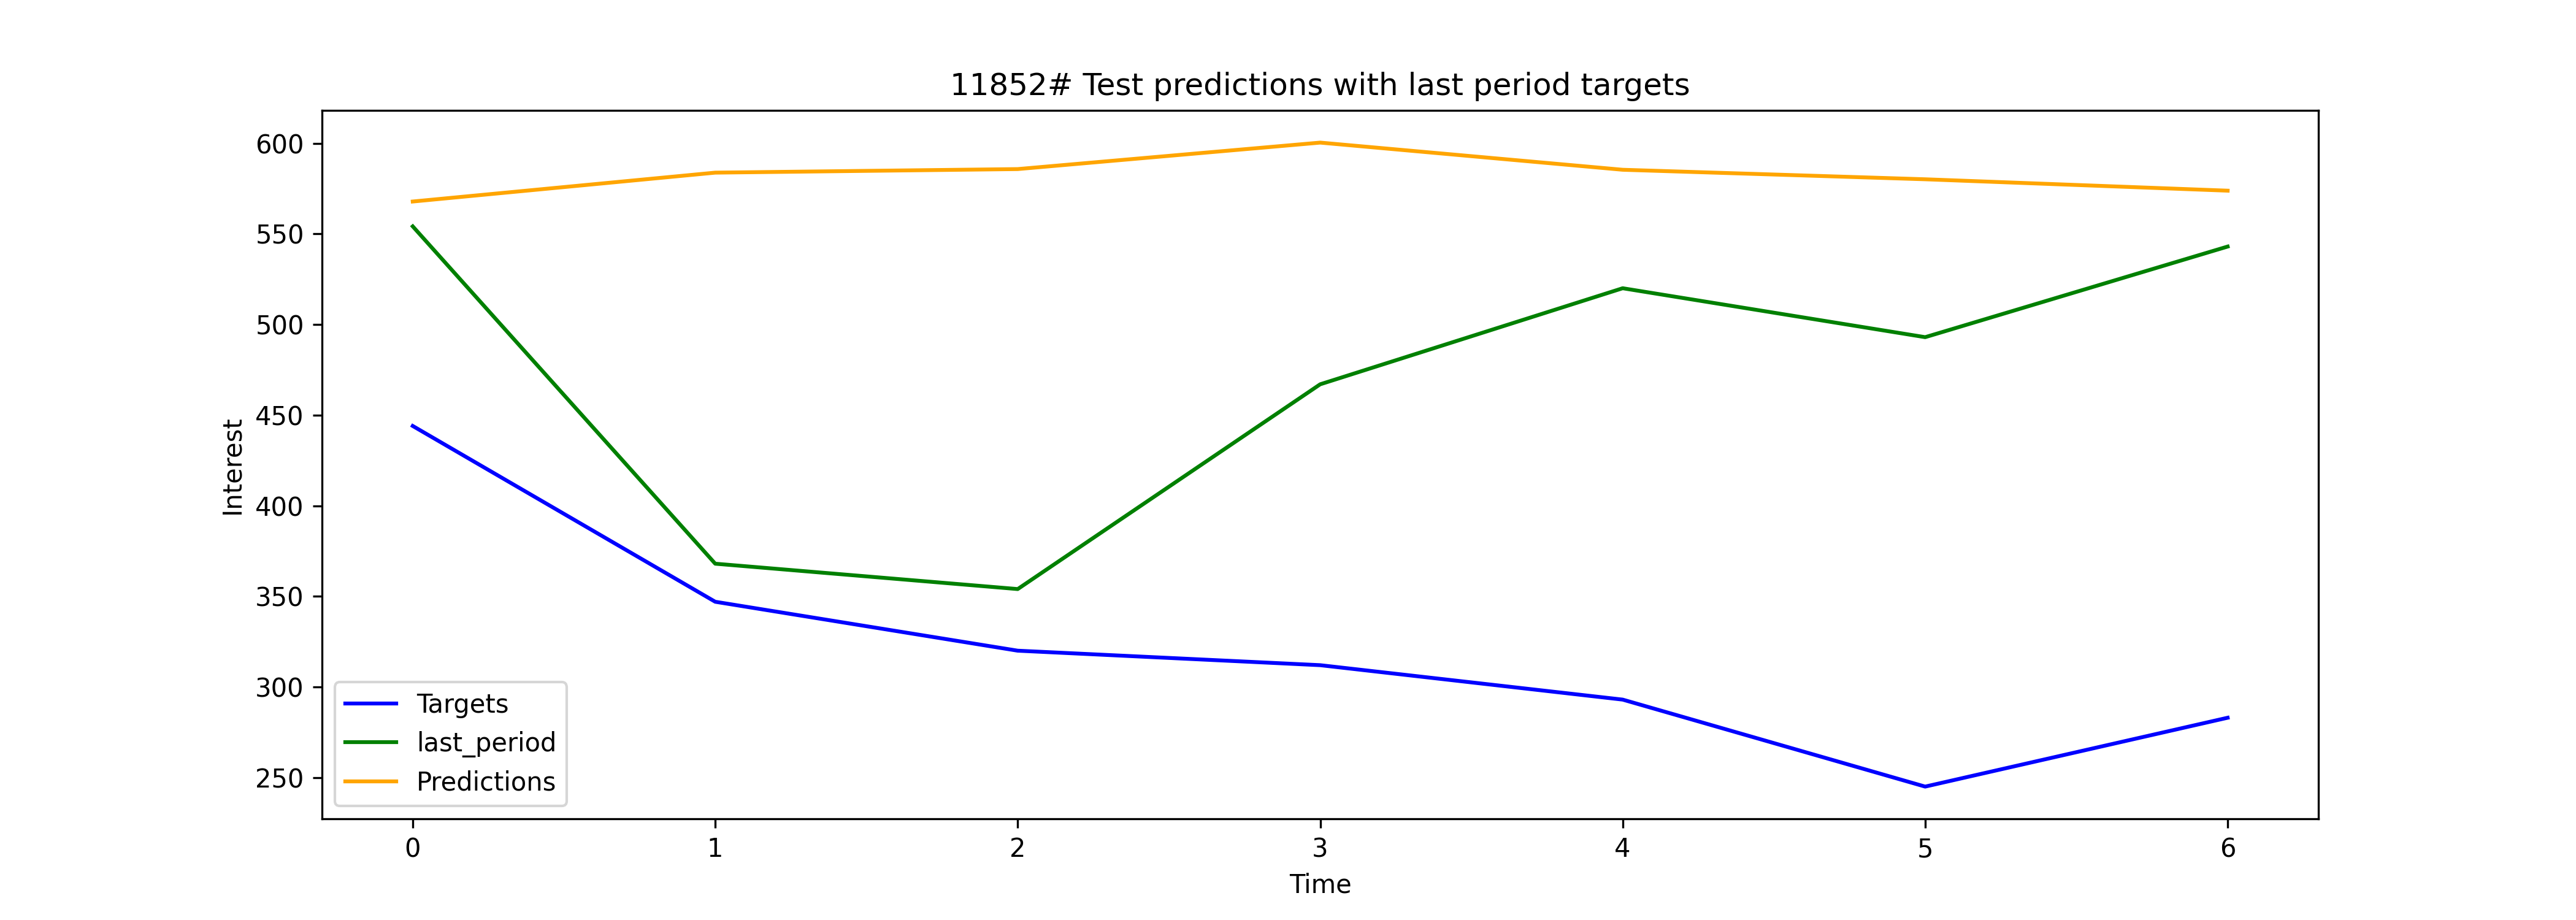 11852# Test predictions with last period targets
600
550
500
450
400
350
300
250
Interest
Targets
last_period
Predictions
0 1 2 3 4 5 6
Time